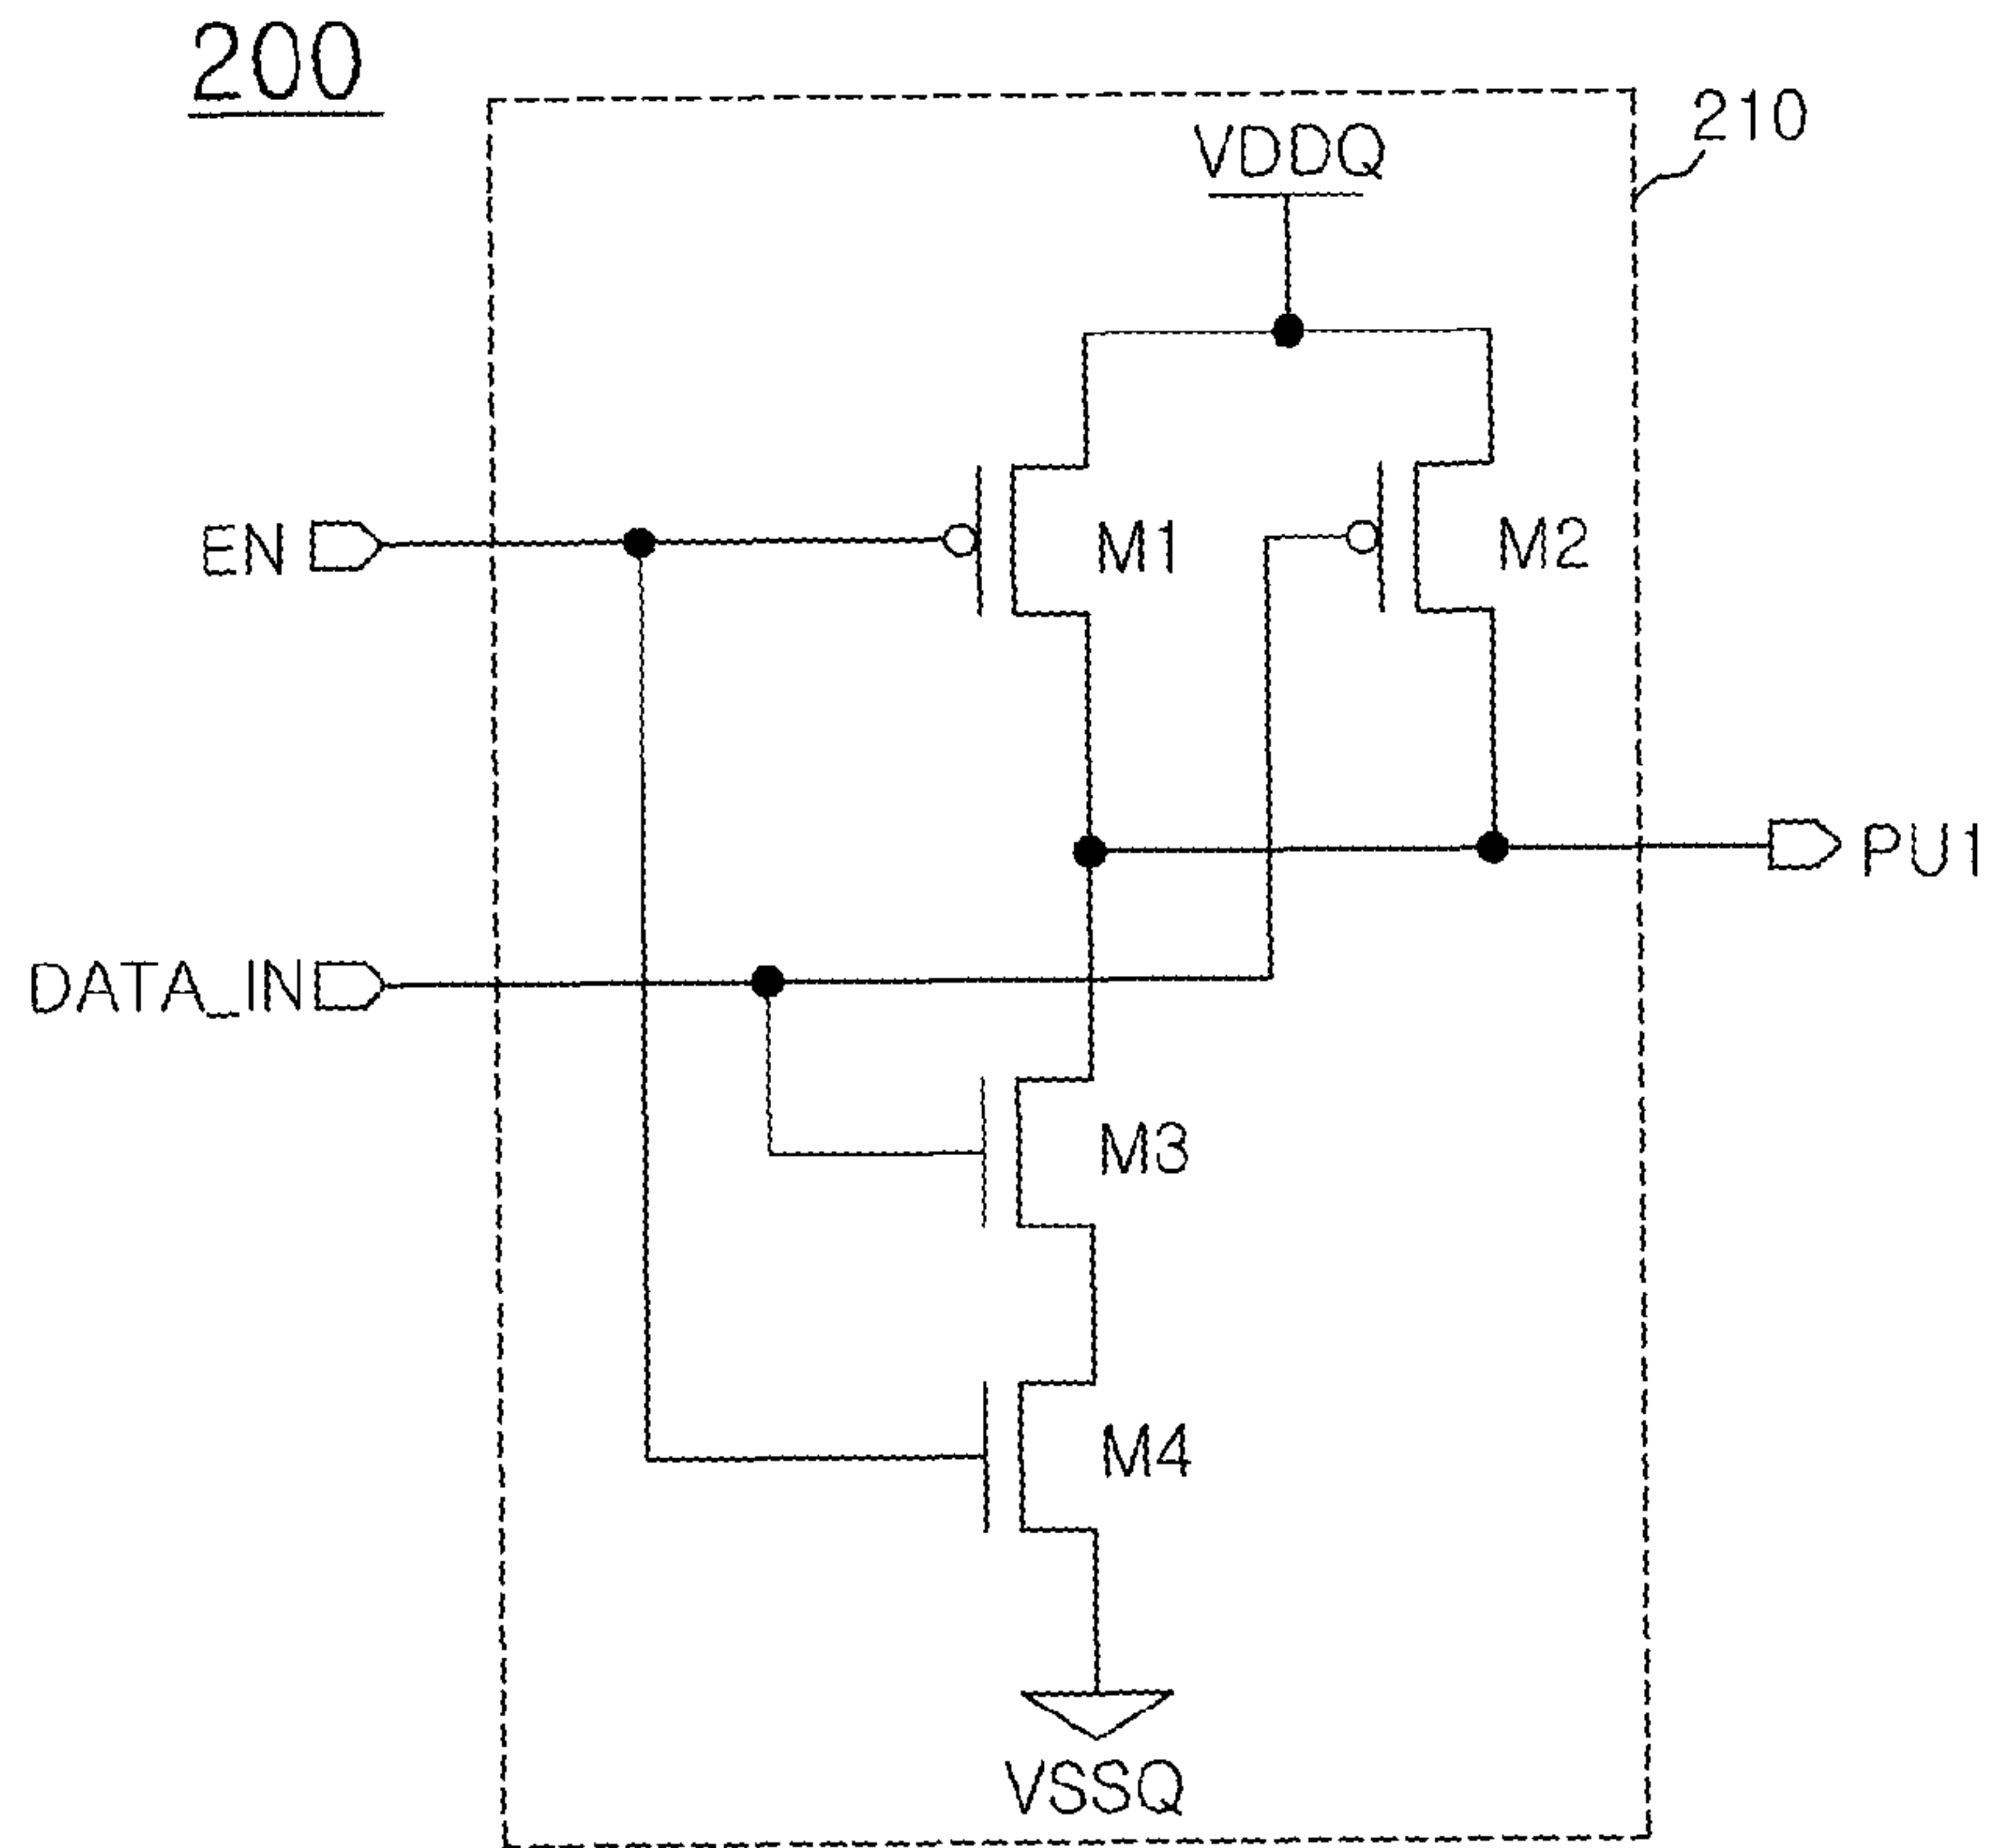 200
210
VDDQ
EN
M1
M2
PU1
DATA_IN
M3
M4
VSSQ